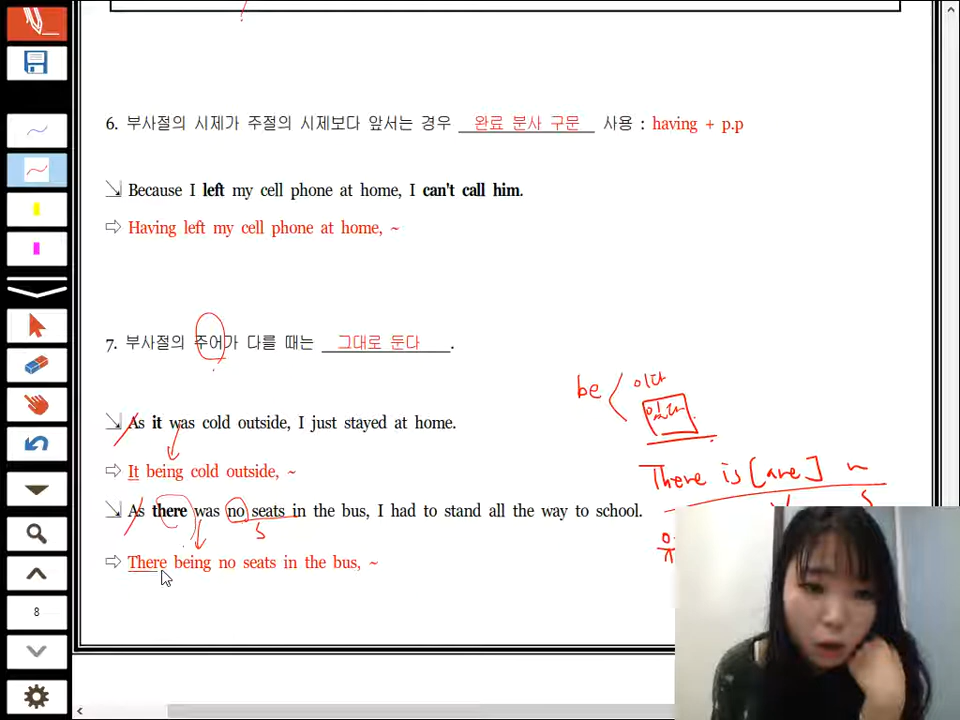 6. 부사절의 시제가 주절의 시제보다 앞서는 경우 완료 분사 구문 사용 : having + p.p
Because I left my cell phone at home, I can't call him.
Having left my cell phone at home, ~
7. 부사절의 주어가 다를 때는 그대로 둔다.
be 이다
있다
As it was cold outside, I just stayed at home.
It being cold outside, ~
There is [are] n
As there was no seats in the bus, I had to stand all the way to school.
S
There being no seats in the bus, ~
8